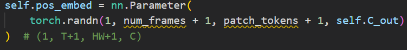 self.pos_embed = nn.Parameter(
torch.randn(1, num_frames + 1, patch_tokens + 1, self.C_out)
)  # (1, T+1, HW+1, C)